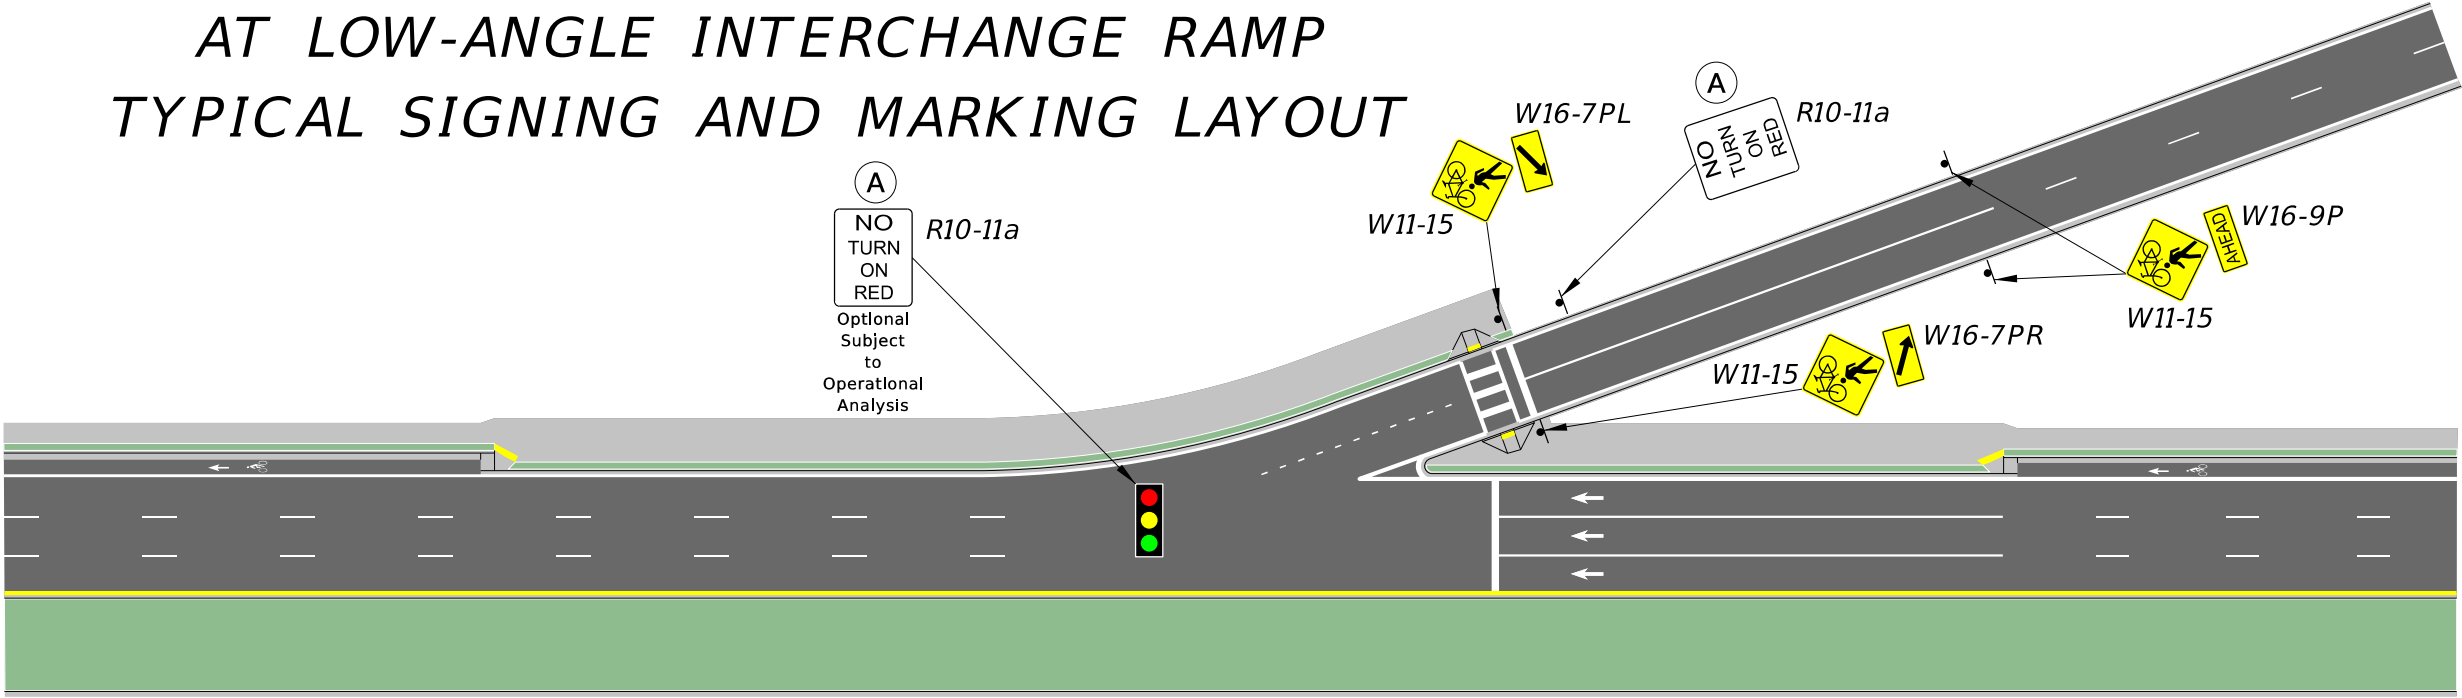 AT LOW-ANGLE INTERCHANGE RAMP
TYPICAL SIGNING AND MARKING LAYOUT
A
NO
TURN
ON
RED
R10-11a
Optional
Subject
to
Operational
Analysis
W16-7PL
W11-15
A
NO
TURN
ON
RED
R10-11a
AHEAD
W16-9P
W11-15
W16-7PR
W11-15